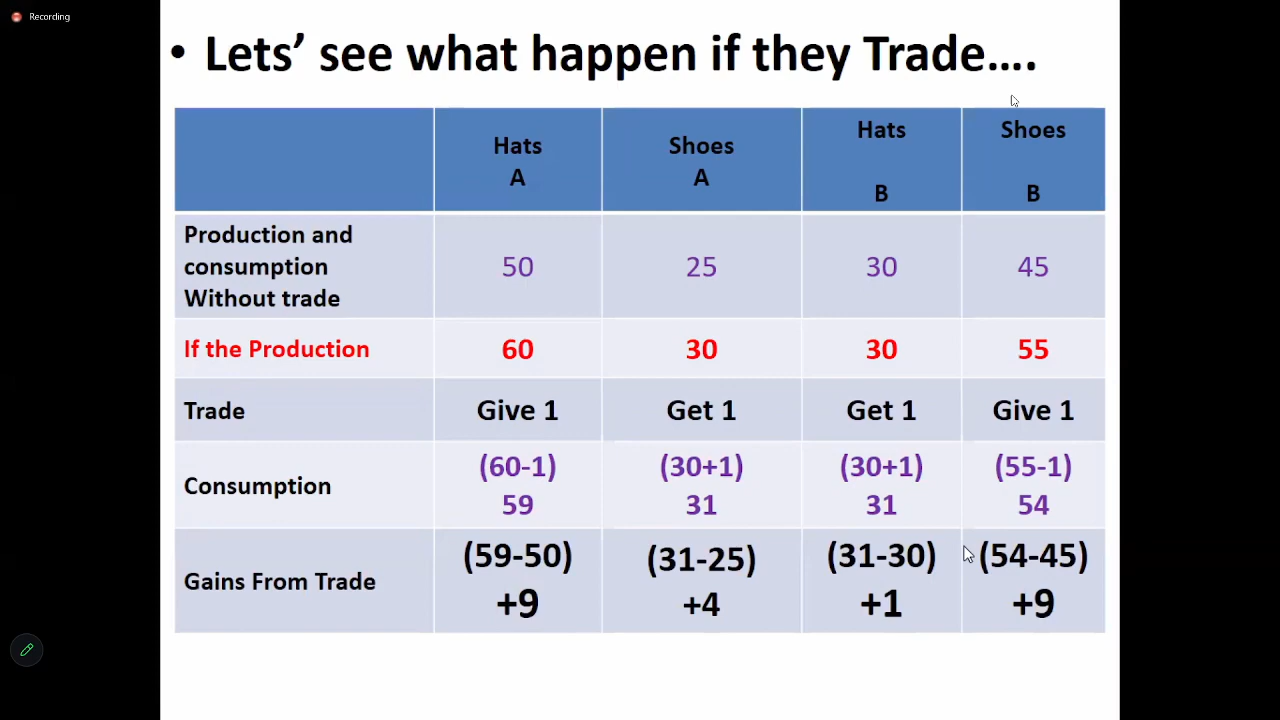 Recording
• Lets’ see what happen if they Trade….
Hats
A
Shoes
A
Hats
B
Shoes
B
Production and
consumption
Without trade
50
25
30
45
If the Production
60
30
30
55
Trade
Give 1
Get 1
Get 1
Give 1
Consumption
(60-1)
59
(30+1)
31
(30+1)
31
(55-1)
54
Gains From Trade
(59-50)
+9
(31-25)
+4
(31-30)
+1
(54-45)
+9